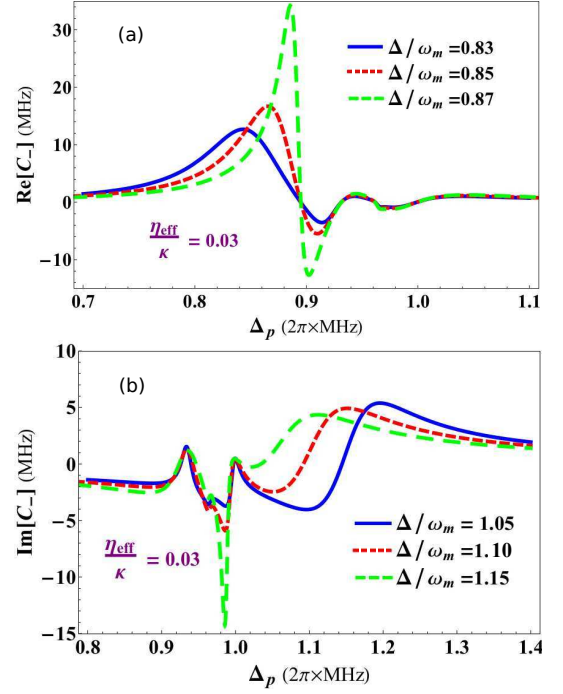 (a)
Δ/ω_m=0.83
Δ/ω_m=0.85
Δ/ω_m=0.87
Re[C_-] (MHz)
30
20
10
0
−10
η_eff/κ = 0.03
0.7 0.8 0.9 1.0 1.1
Δ_p (2π×MHz)
(b)
Im[C_-] (MHz)
10
5
0
−5
−10
−15
η_eff/κ = 0.03
Δ/ω_m = 1.05
Δ/ω_m = 1.10
Δ/ω_m = 1.15
0.8 0.9 1.0 1.1 1.2 1.3 1.4
Δ_p (2π×MHz)